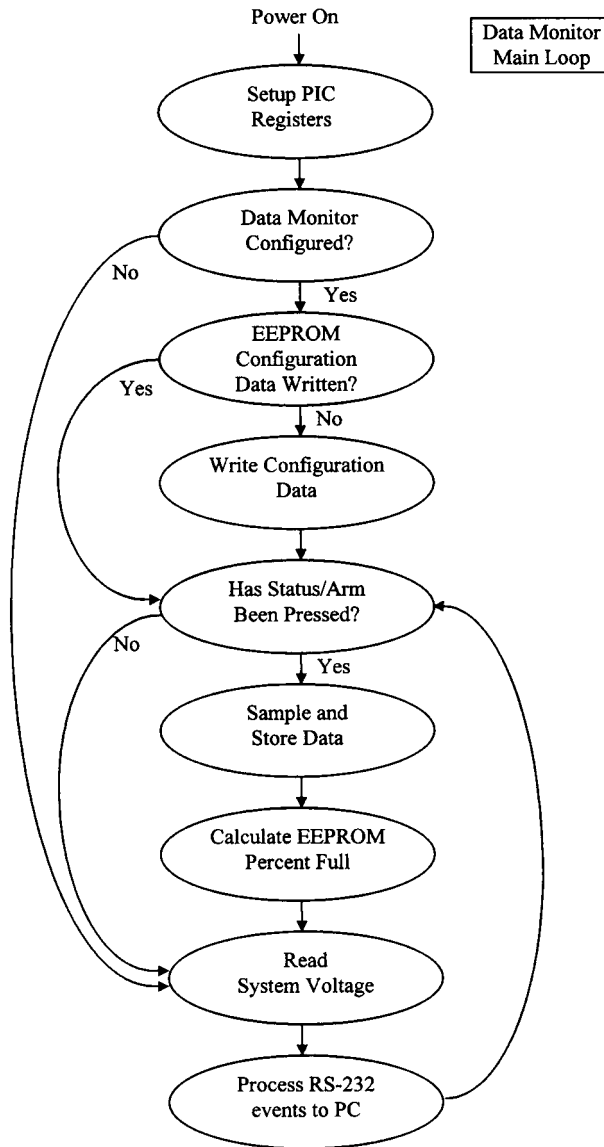 Power On
Data Monitor
Main Loop
Setup PIC
Registers
Data Monitor
Configured?
No
Yes
EEPROM
Configuration
Data Written?
Yes
No
Write Configuration
Data
Has Status/Arm
Been Pressed?
No
Yes
Sample and
Store Data
Calculate EEPROM
Percent Full
Read
System Voltage
Process RS-232
events to PC